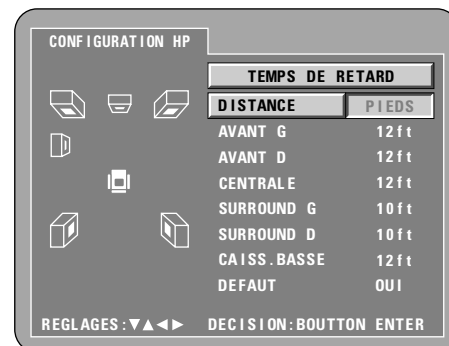 CONFIGURATION HP
TEMPS DE RETARD
DISTANCE PIEDS
AVANT G 12ft
AVANT D 12ft
CENTRALE 12ft
SURROUND G 10ft
SURROUND D 10ft
CAISS.BASSE 12ft
DEFAUT OUI
REGLAGES:▼▲◄► DECISION:BOUTTON ENTER